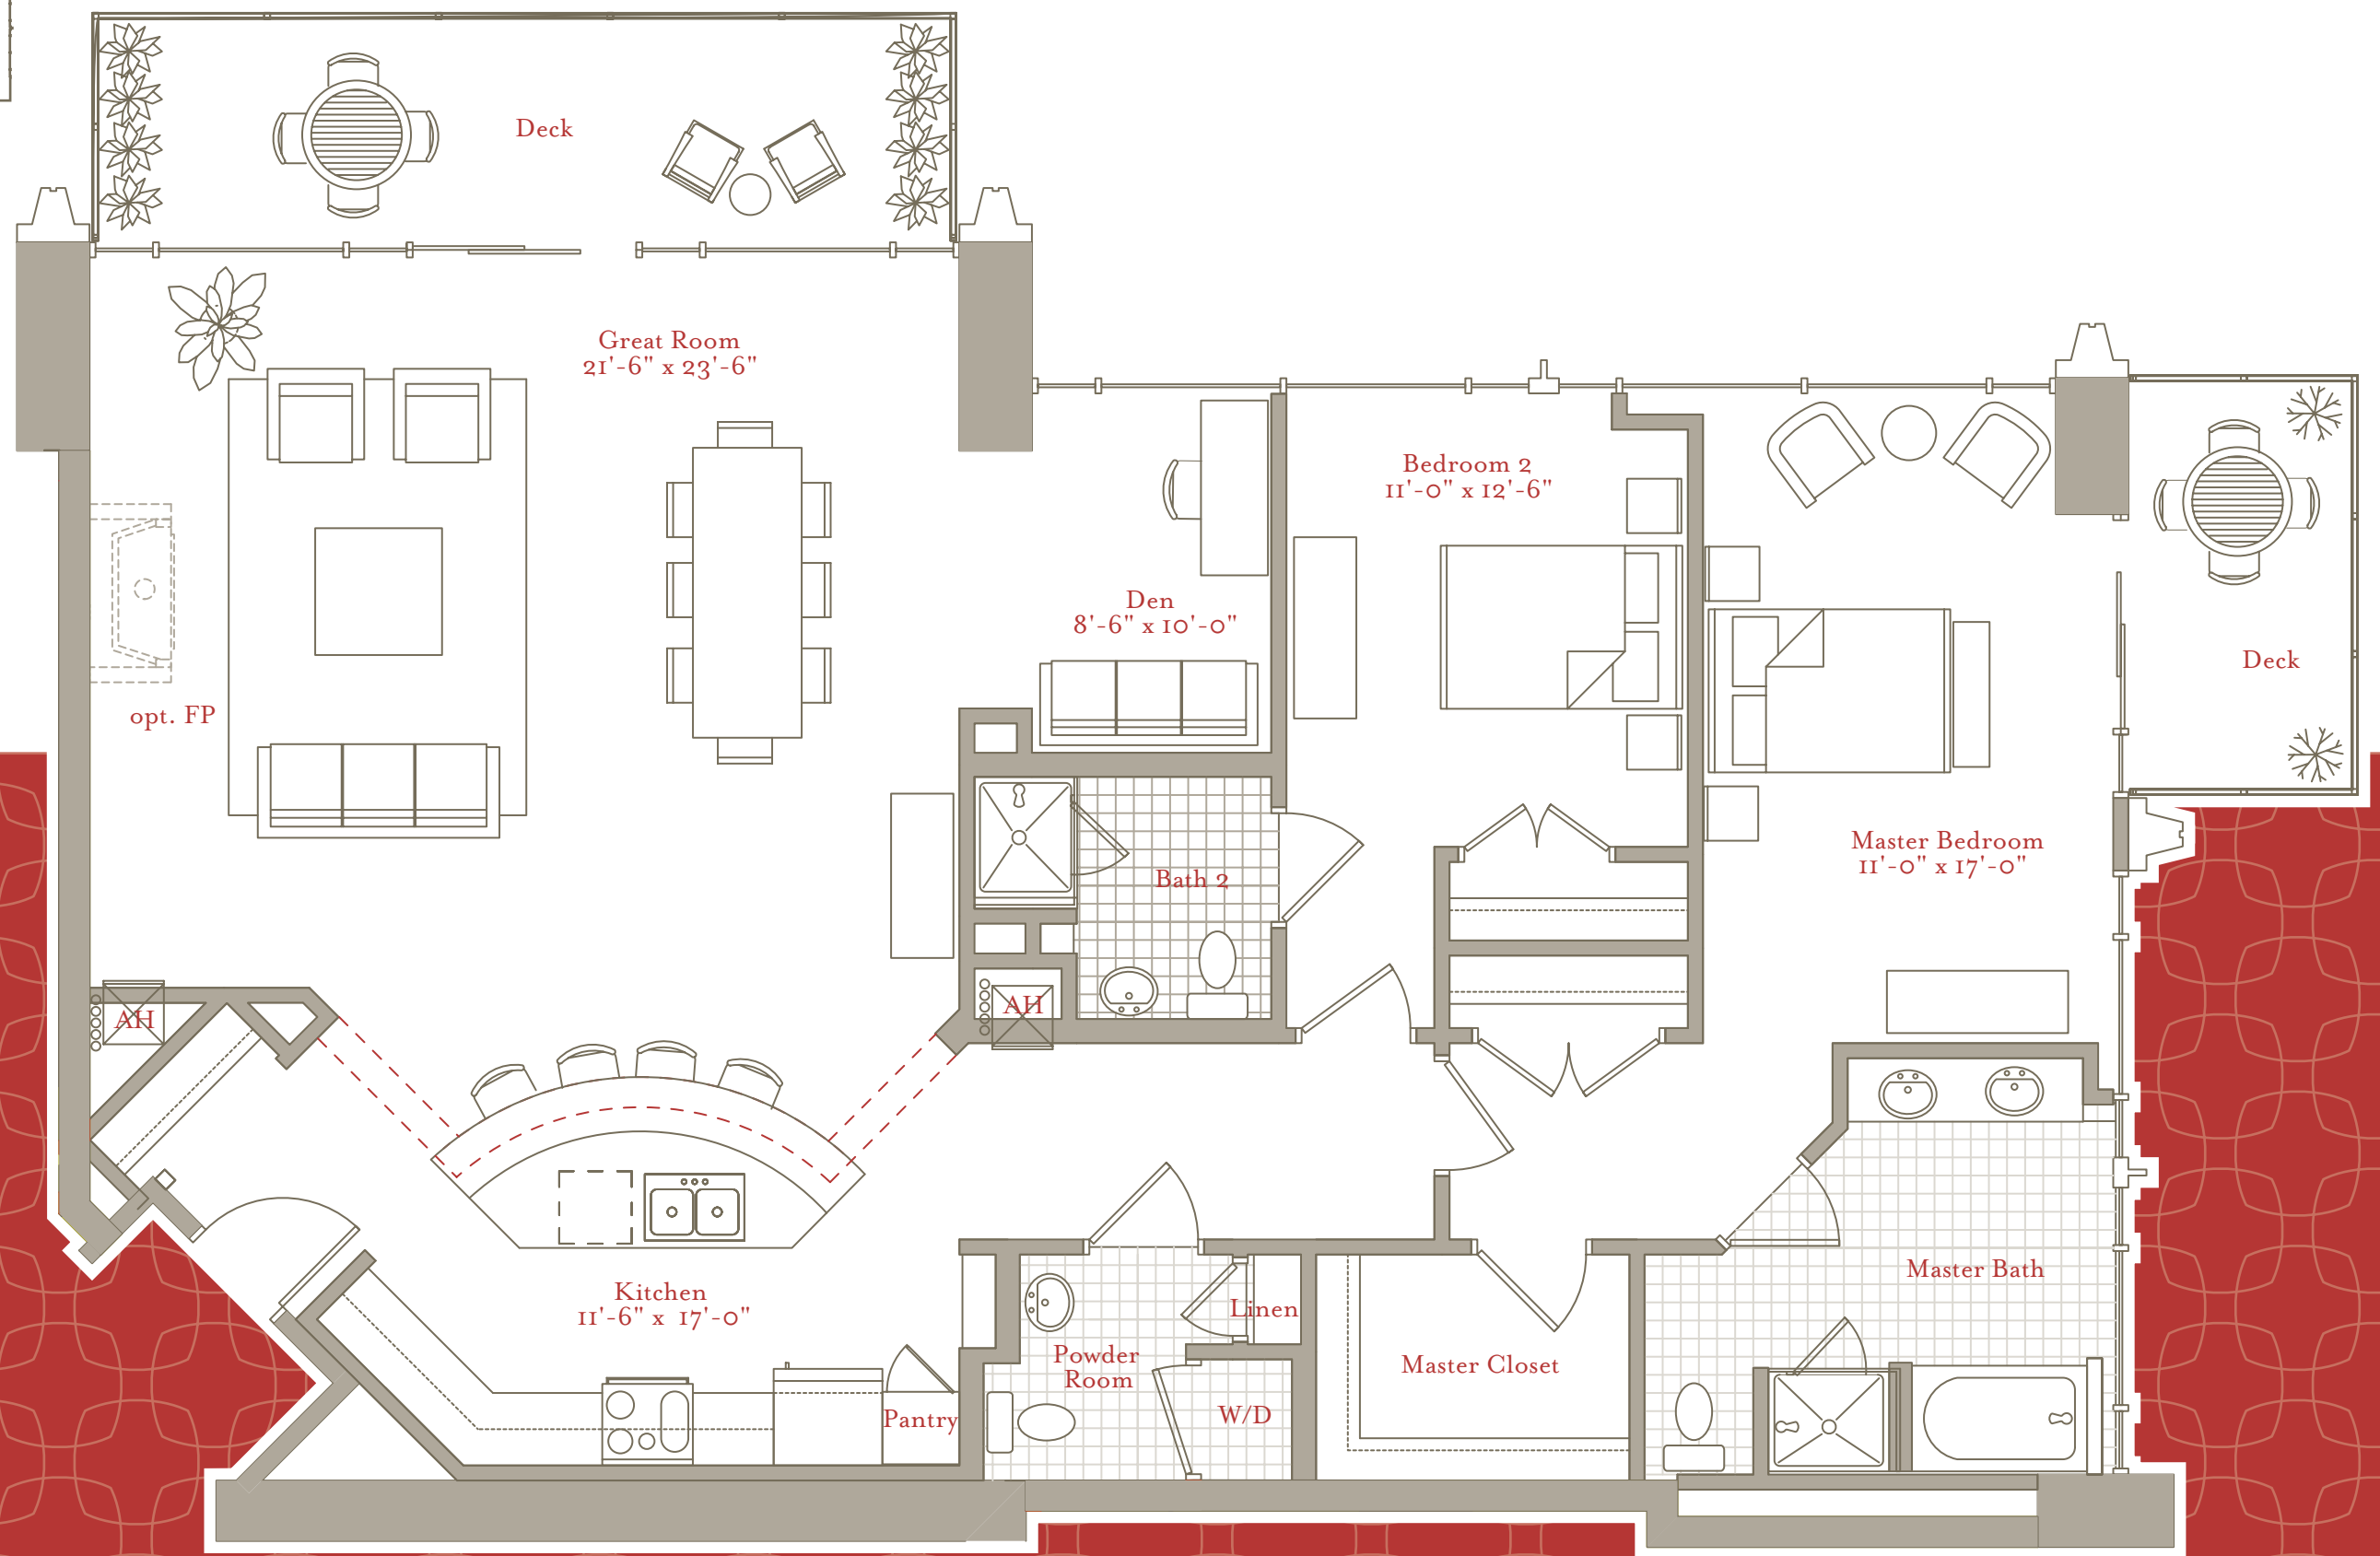 Deck
Great Room
21'-6" x 23'-6"
Bedroom 2
11'-0" x 12'-6"
Den
8'-6" x 10'-0"
Deck
opt. FP
Master Bedroom
11'-0" x 17'-0"
Bath 2
AH
AH
Master Bath
Kitchen
11'-6" x 17'-0"
Linen
Powder
Room
Master Closet
W/D
Pantry